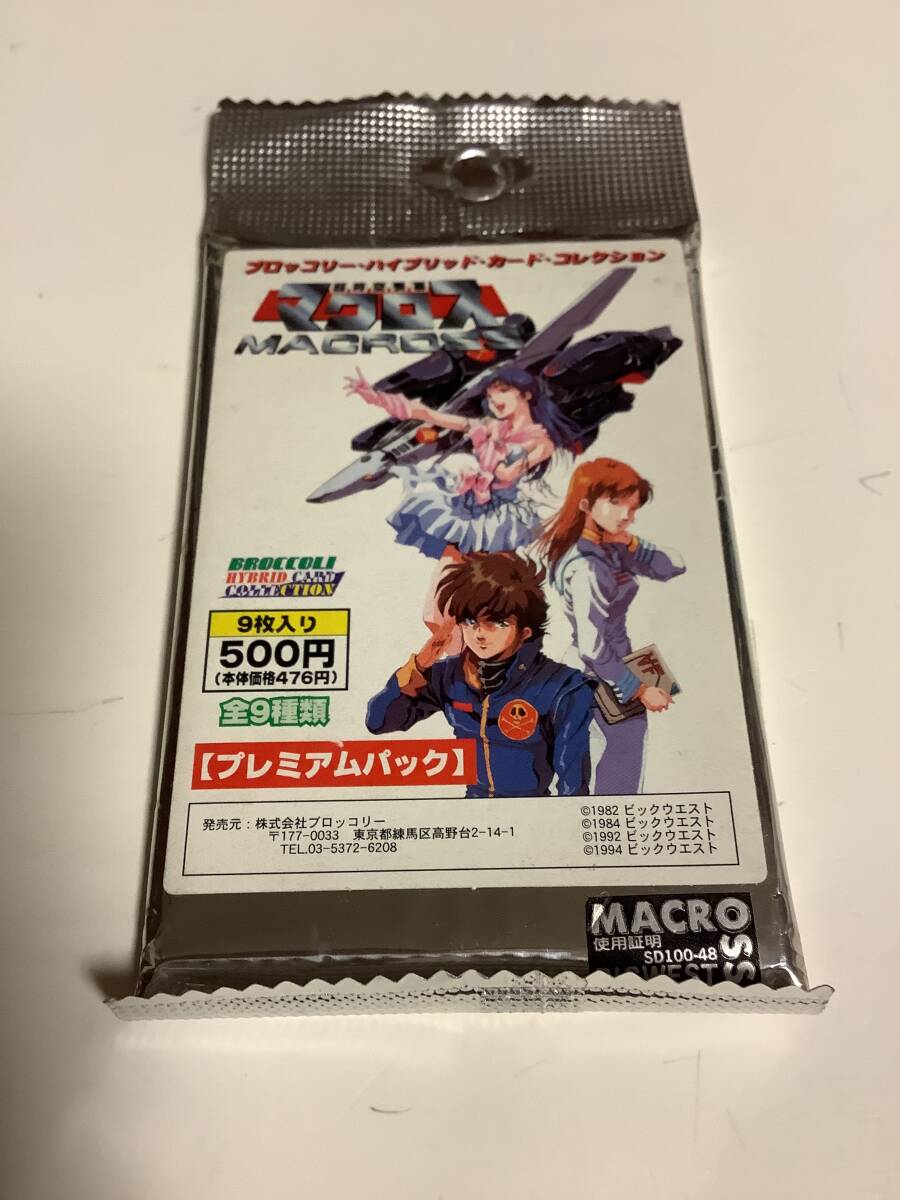 ブロッコリー・ハイブリッド・カード・コレクション
超時空要塞
マクロス
MACROSS
BROCCOLI
HYBRID CARD
COLLECTION
9枚入り
500円
(本体価格476円)
全9種類
【プレミアムパック】
発売元:株式会社ブロッコリー
〒177-0033 東京都練馬区高野台2-14-1
TEL.03-5372-6208
©1982 ビックウエスト
©1984 ビックウエスト
©1992 ビックウエスト
©1994 ビックウエスト
MACROSS
使用証明
SD100-48
BIGWEST